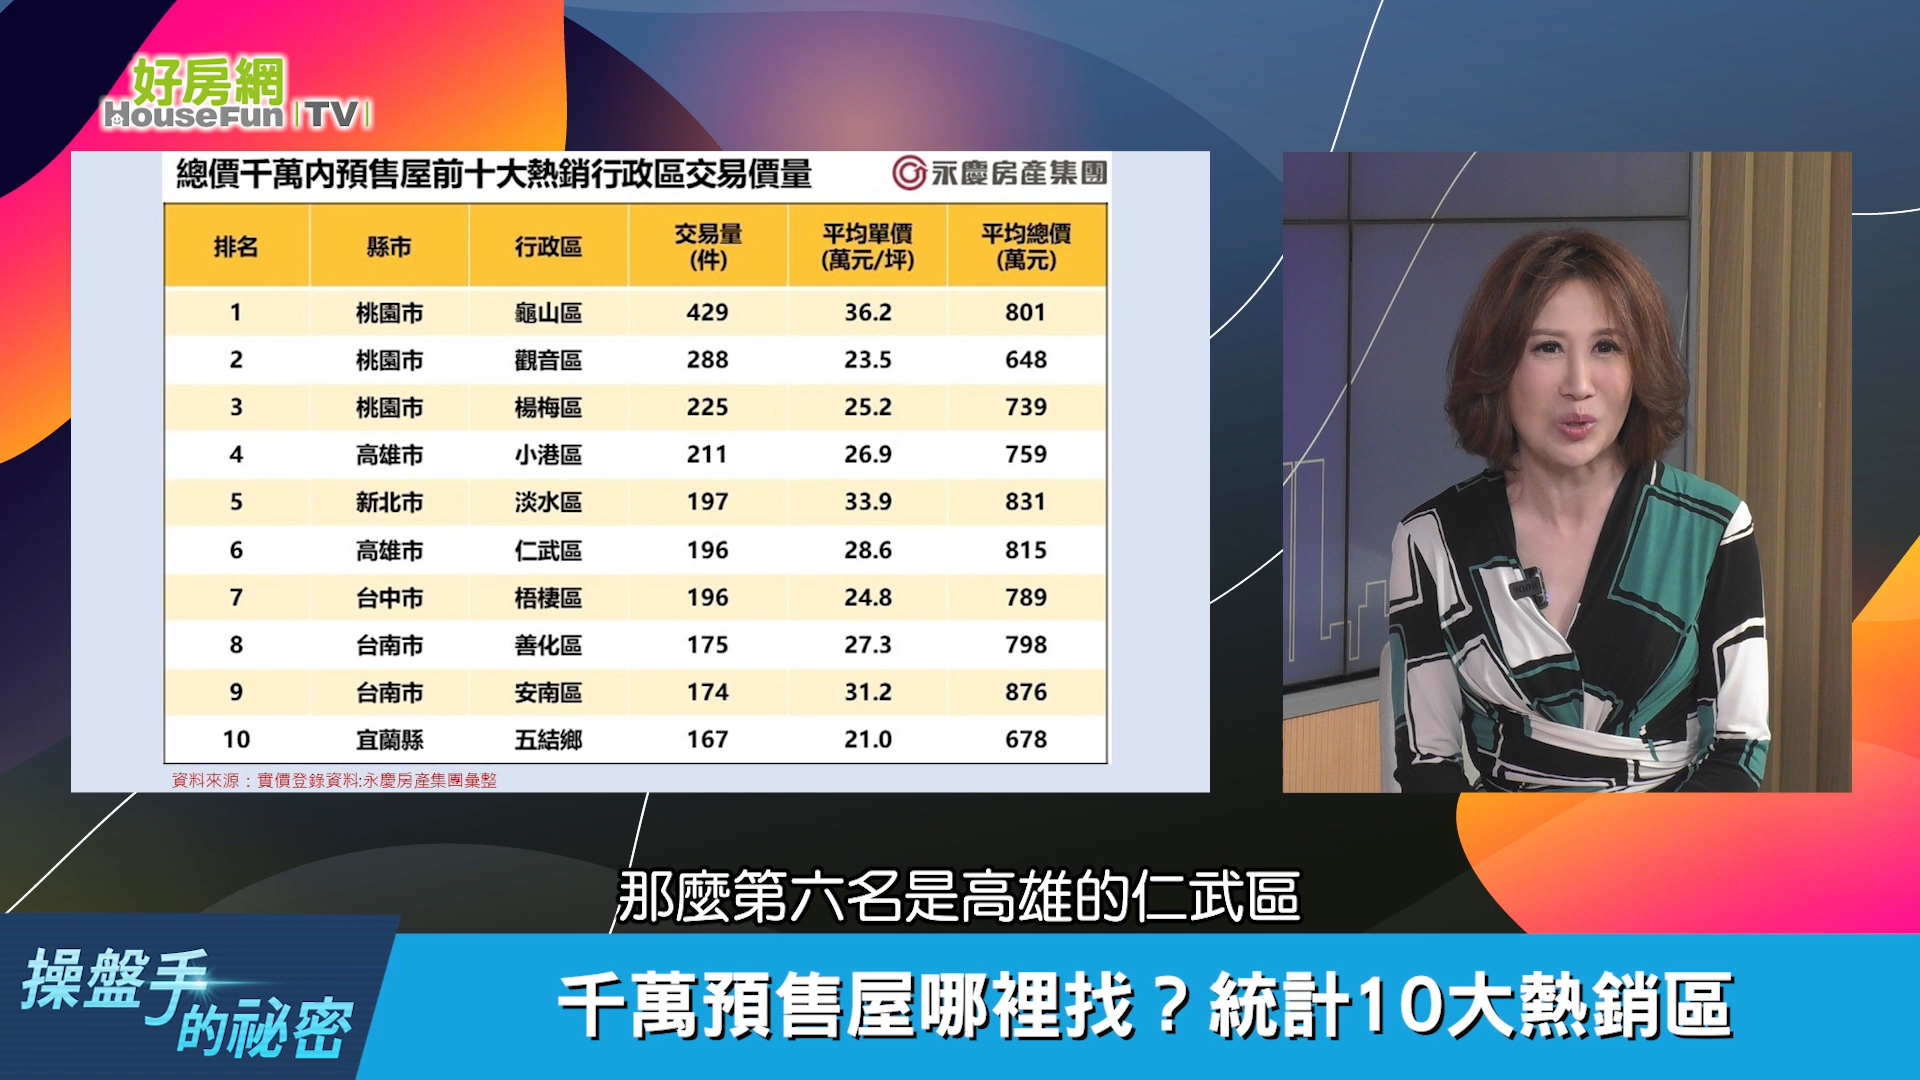 好房網
HouseFun TV
總價千萬內預售屋前十大熱銷行政區交易價量
永慶房產集團
排名 縣市 行政區 交易量(件) 平均單價(萬元/坪) 平均總價(萬元)
1 桃園市 龜山區 429 36.2 801
2 桃園市 觀音區 288 23.5 648
3 桃園市 楊梅區 225 25.2 739
4 高雄市 小港區 211 26.9 759
5 新北市 淡水區 197 33.9 831
6 高雄市 仁武區 196 28.6 815
7 台中市 梧棲區 196 24.8 789
8 台南市 善化區 175 27.3 798
9 台南市 安南區 174 31.2 876
10 宜蘭縣 五結鄉 167 21.0 678
資料來源：實價登錄資料:永慶房產集團彙整
那麼第六名是高雄的仁武區
操盤手的祕密
千萬預售屋哪裡找？統計10大熱銷區